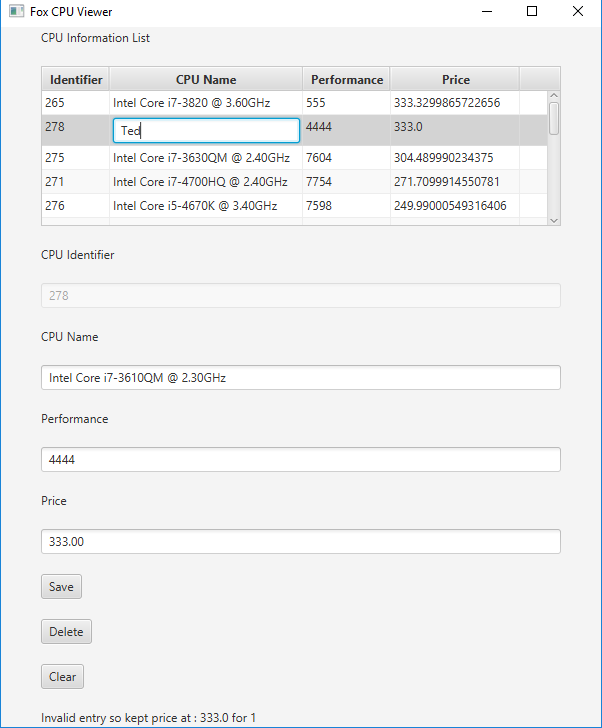 Fox CPU Viewer
CPU Information List
Identifier CPU Name Performance Price
265 Intel Core i7-3820 @ 3.60GHz 555 333.3299865722656
278 Ted 4444 333.0
275 Intel Core i7-3630QM @ 2.40GHz 7604 304.489990234375
271 Intel Core i7-4700HQ @ 2.40GHz 7754 271.7099914550781
276 Intel Core i5-4670K @ 3.40GHz 7598 249.99000549316406
CPU Identifier
278
CPU Name
Intel Core i7-3610QM @ 2.30GHz
Performance
4444
Price
333.00
Save
Delete
Clear
Invalid entry so kept price at : 333.0 for 1